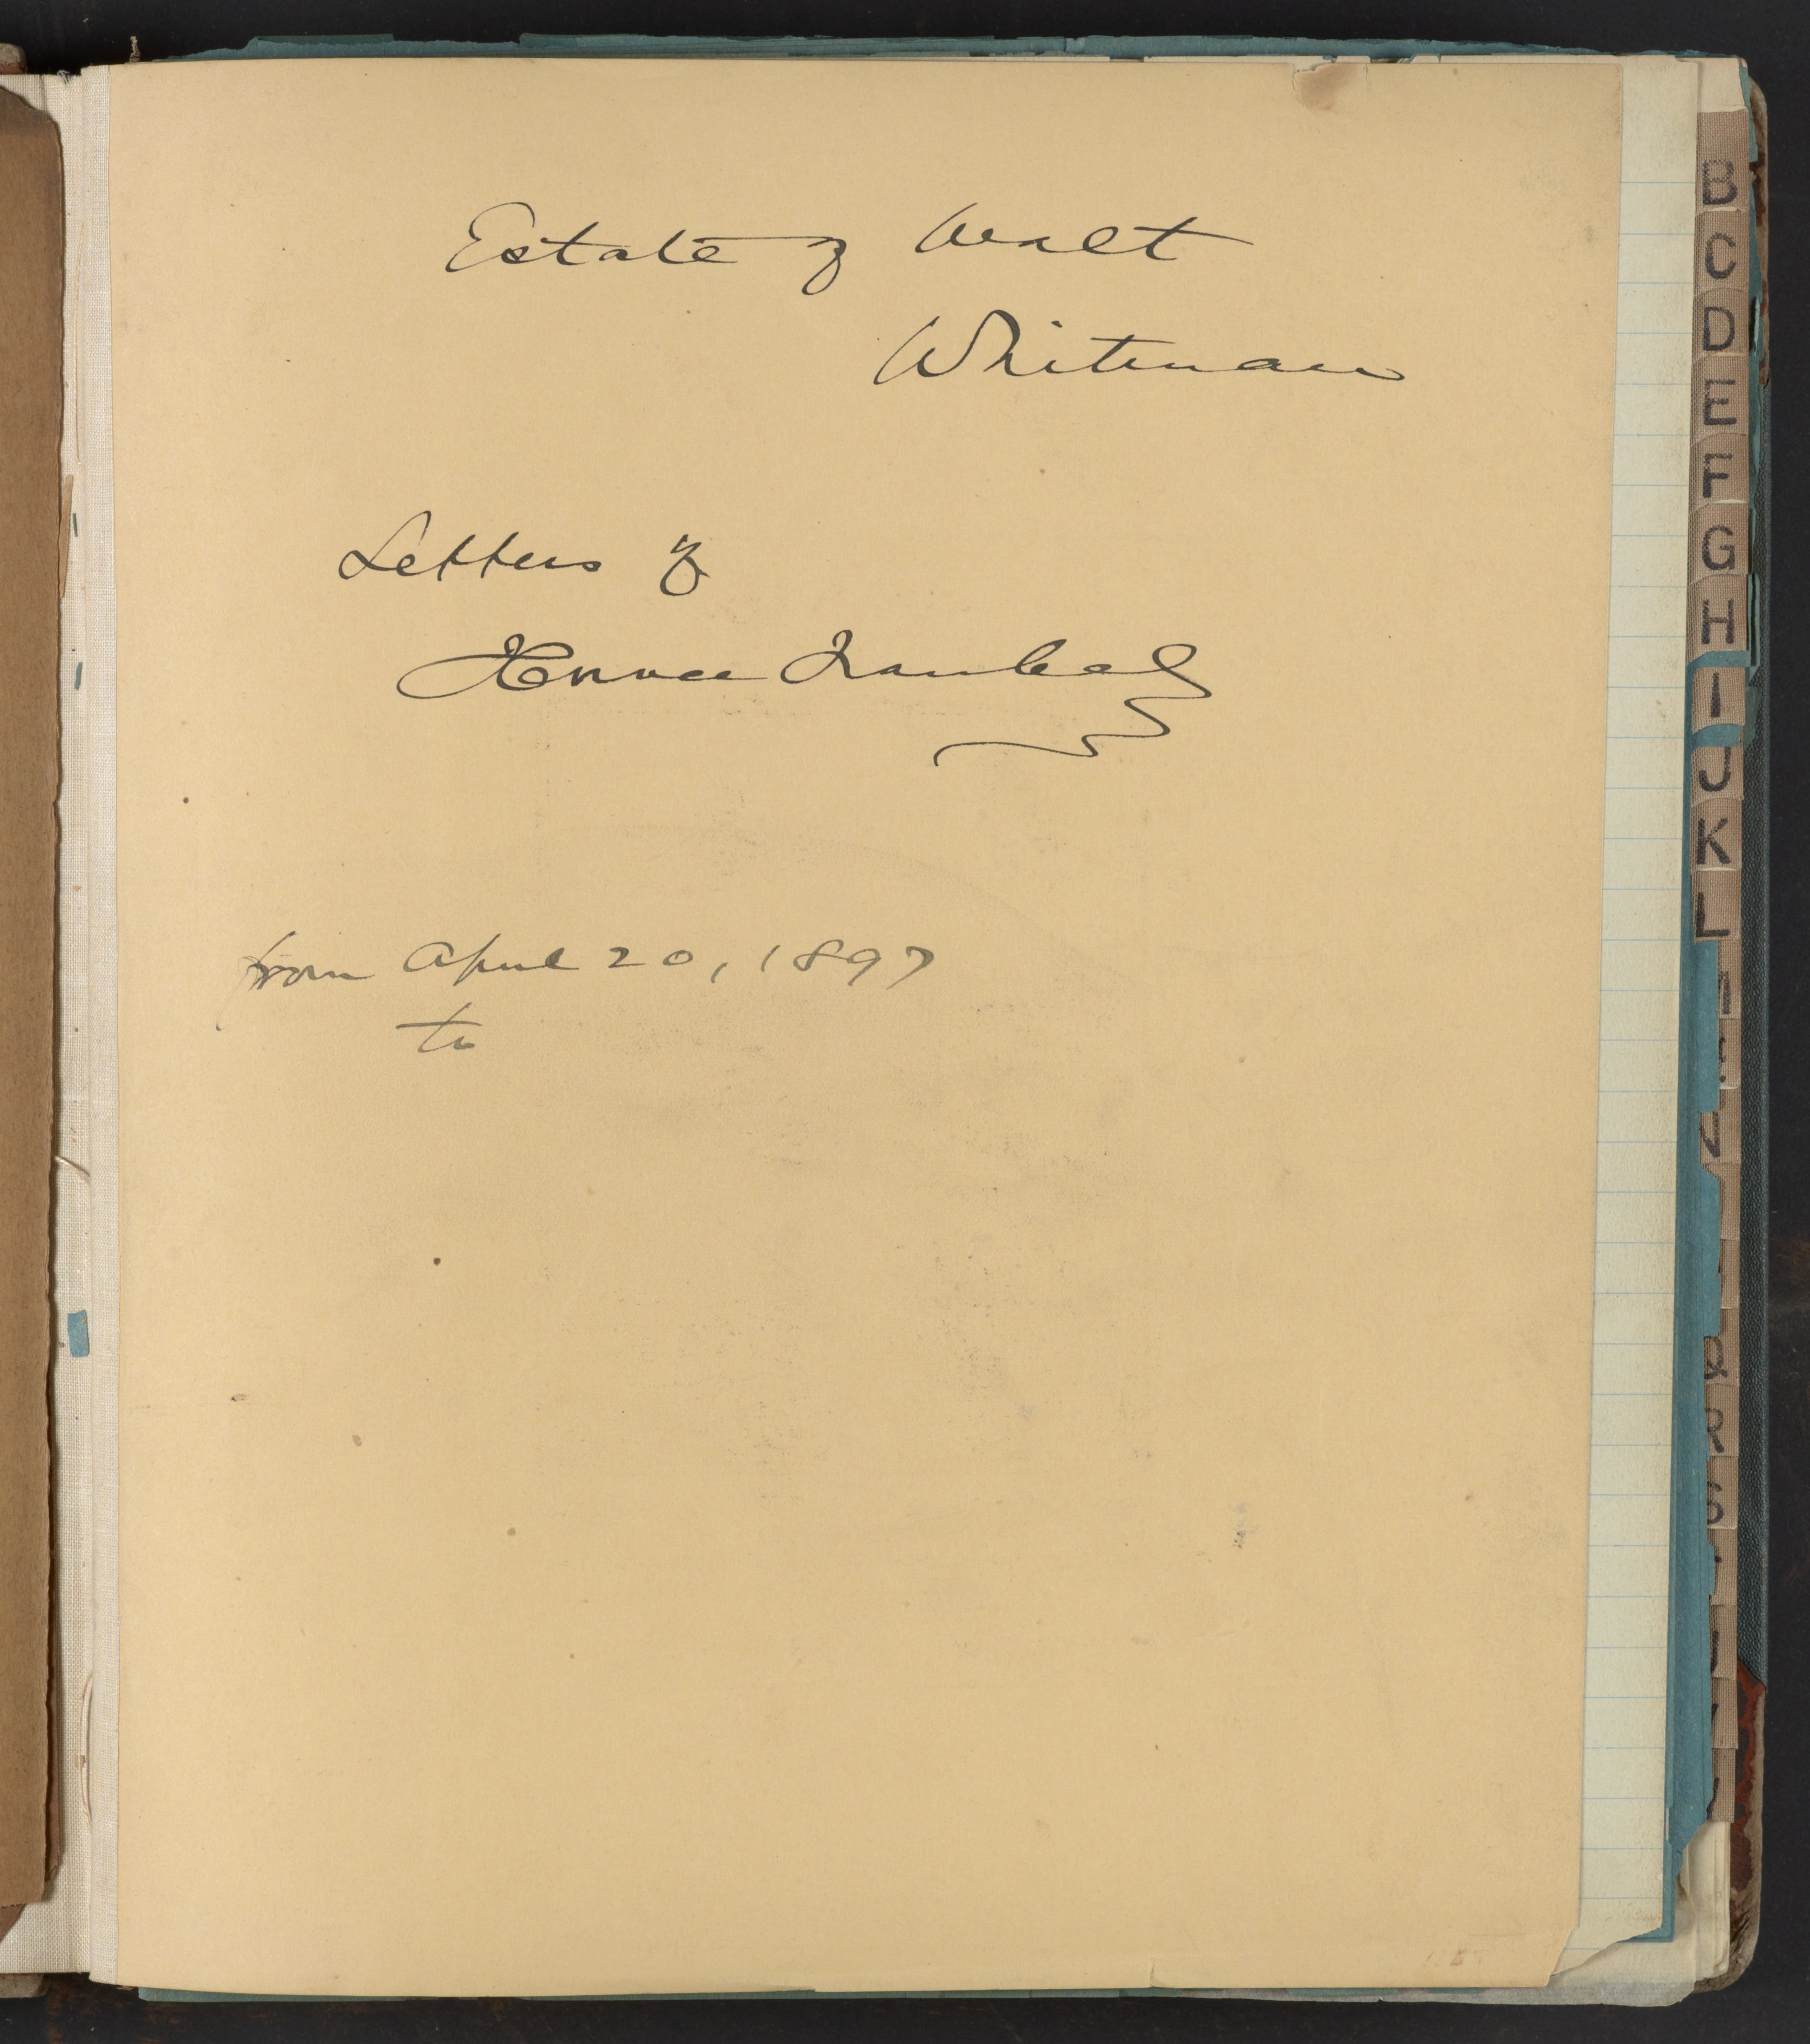 Estate of Walt
Whitman
Letters of
Horace Traubel
from April 20, 1897
to
B
C
D
E
F
G
H
I
J
K
L
R
S